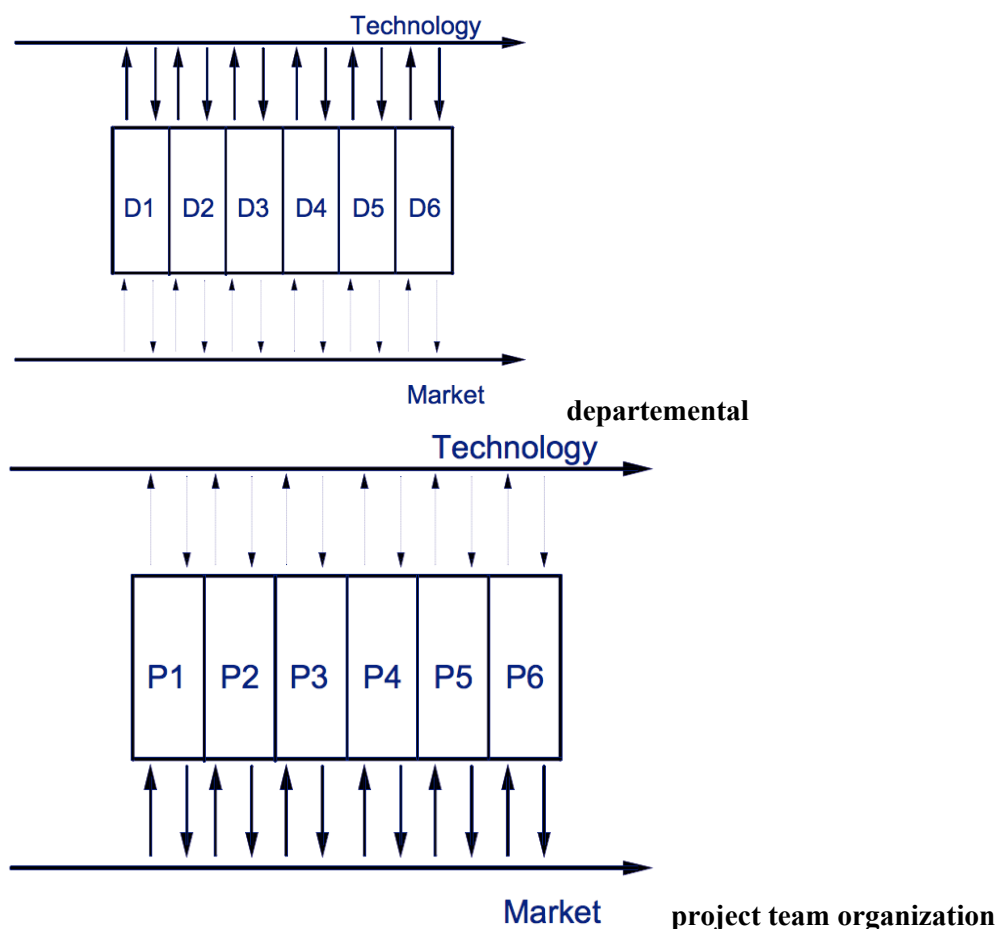 Technology
D1 D2 D3 D4 D5 D6
Market
departemental
Technology
P1 P2 P3 P4 P5 P6
Market
project team organization